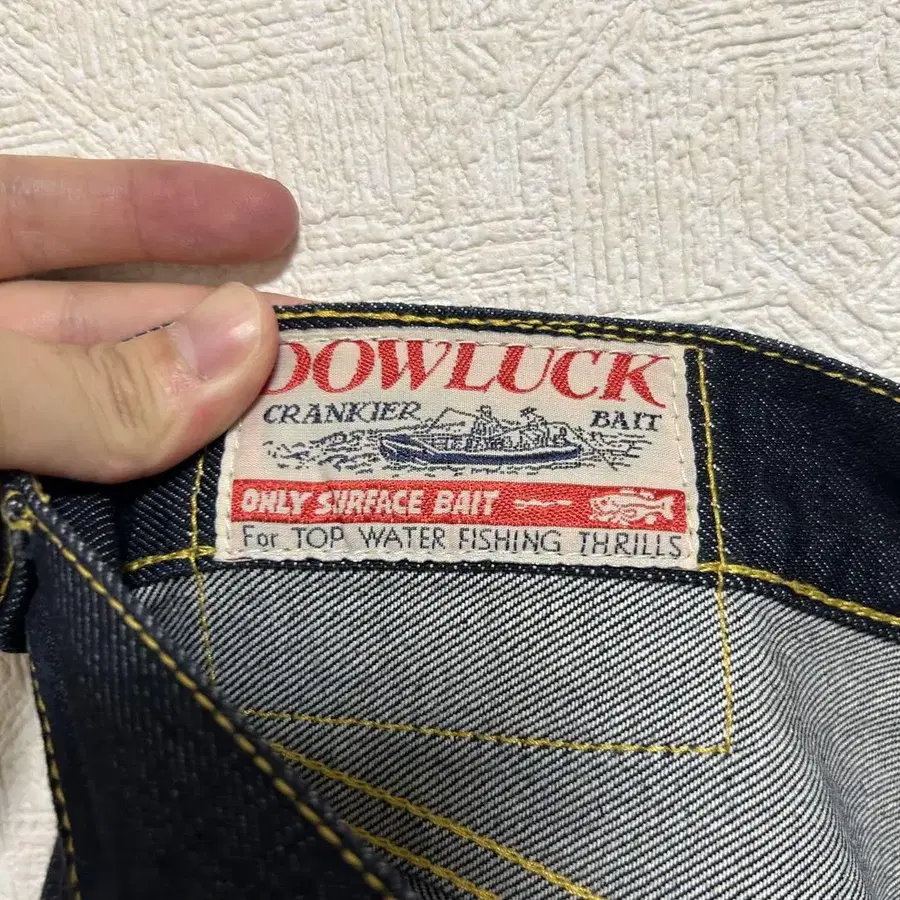 DOWLUCK
CRANKIER BAIT
ONLY SURFACE BAIT
For TOP WATER FISHING THRILLS